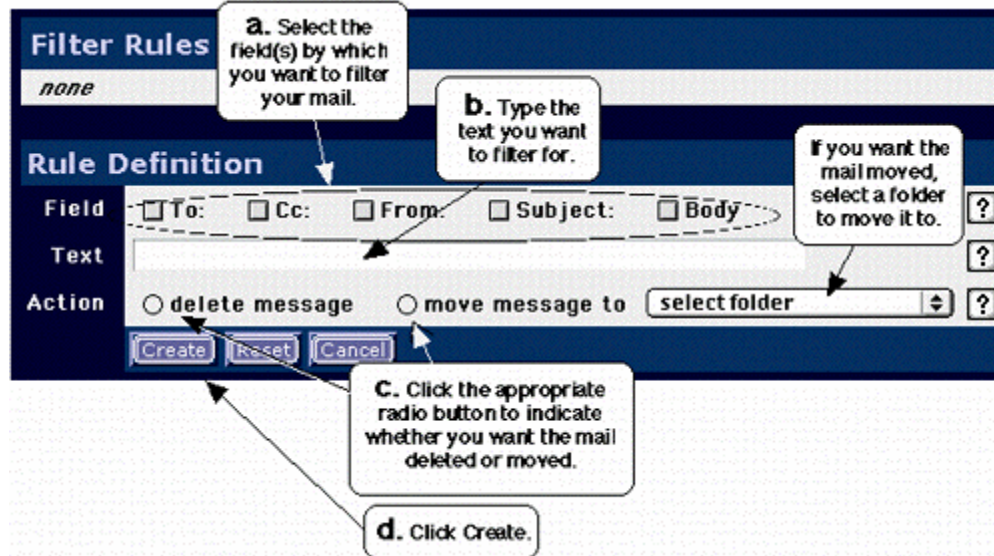 Filter Rules
none
a. Select the
field(s) by which
you want to filter
your mail.
b. Type the
text you want
to filter for.
If you want the
mail moved,
select a folder
to move it to.
Rule Definition
Field To: Cc: From: Subject: Body ?
Text ?
Action delete message move message to select folder ?
Create Reset Cancel
c. Click the appropriate
radio button to indicate
whether you want the mail
deleted or moved.
d. Click Create.